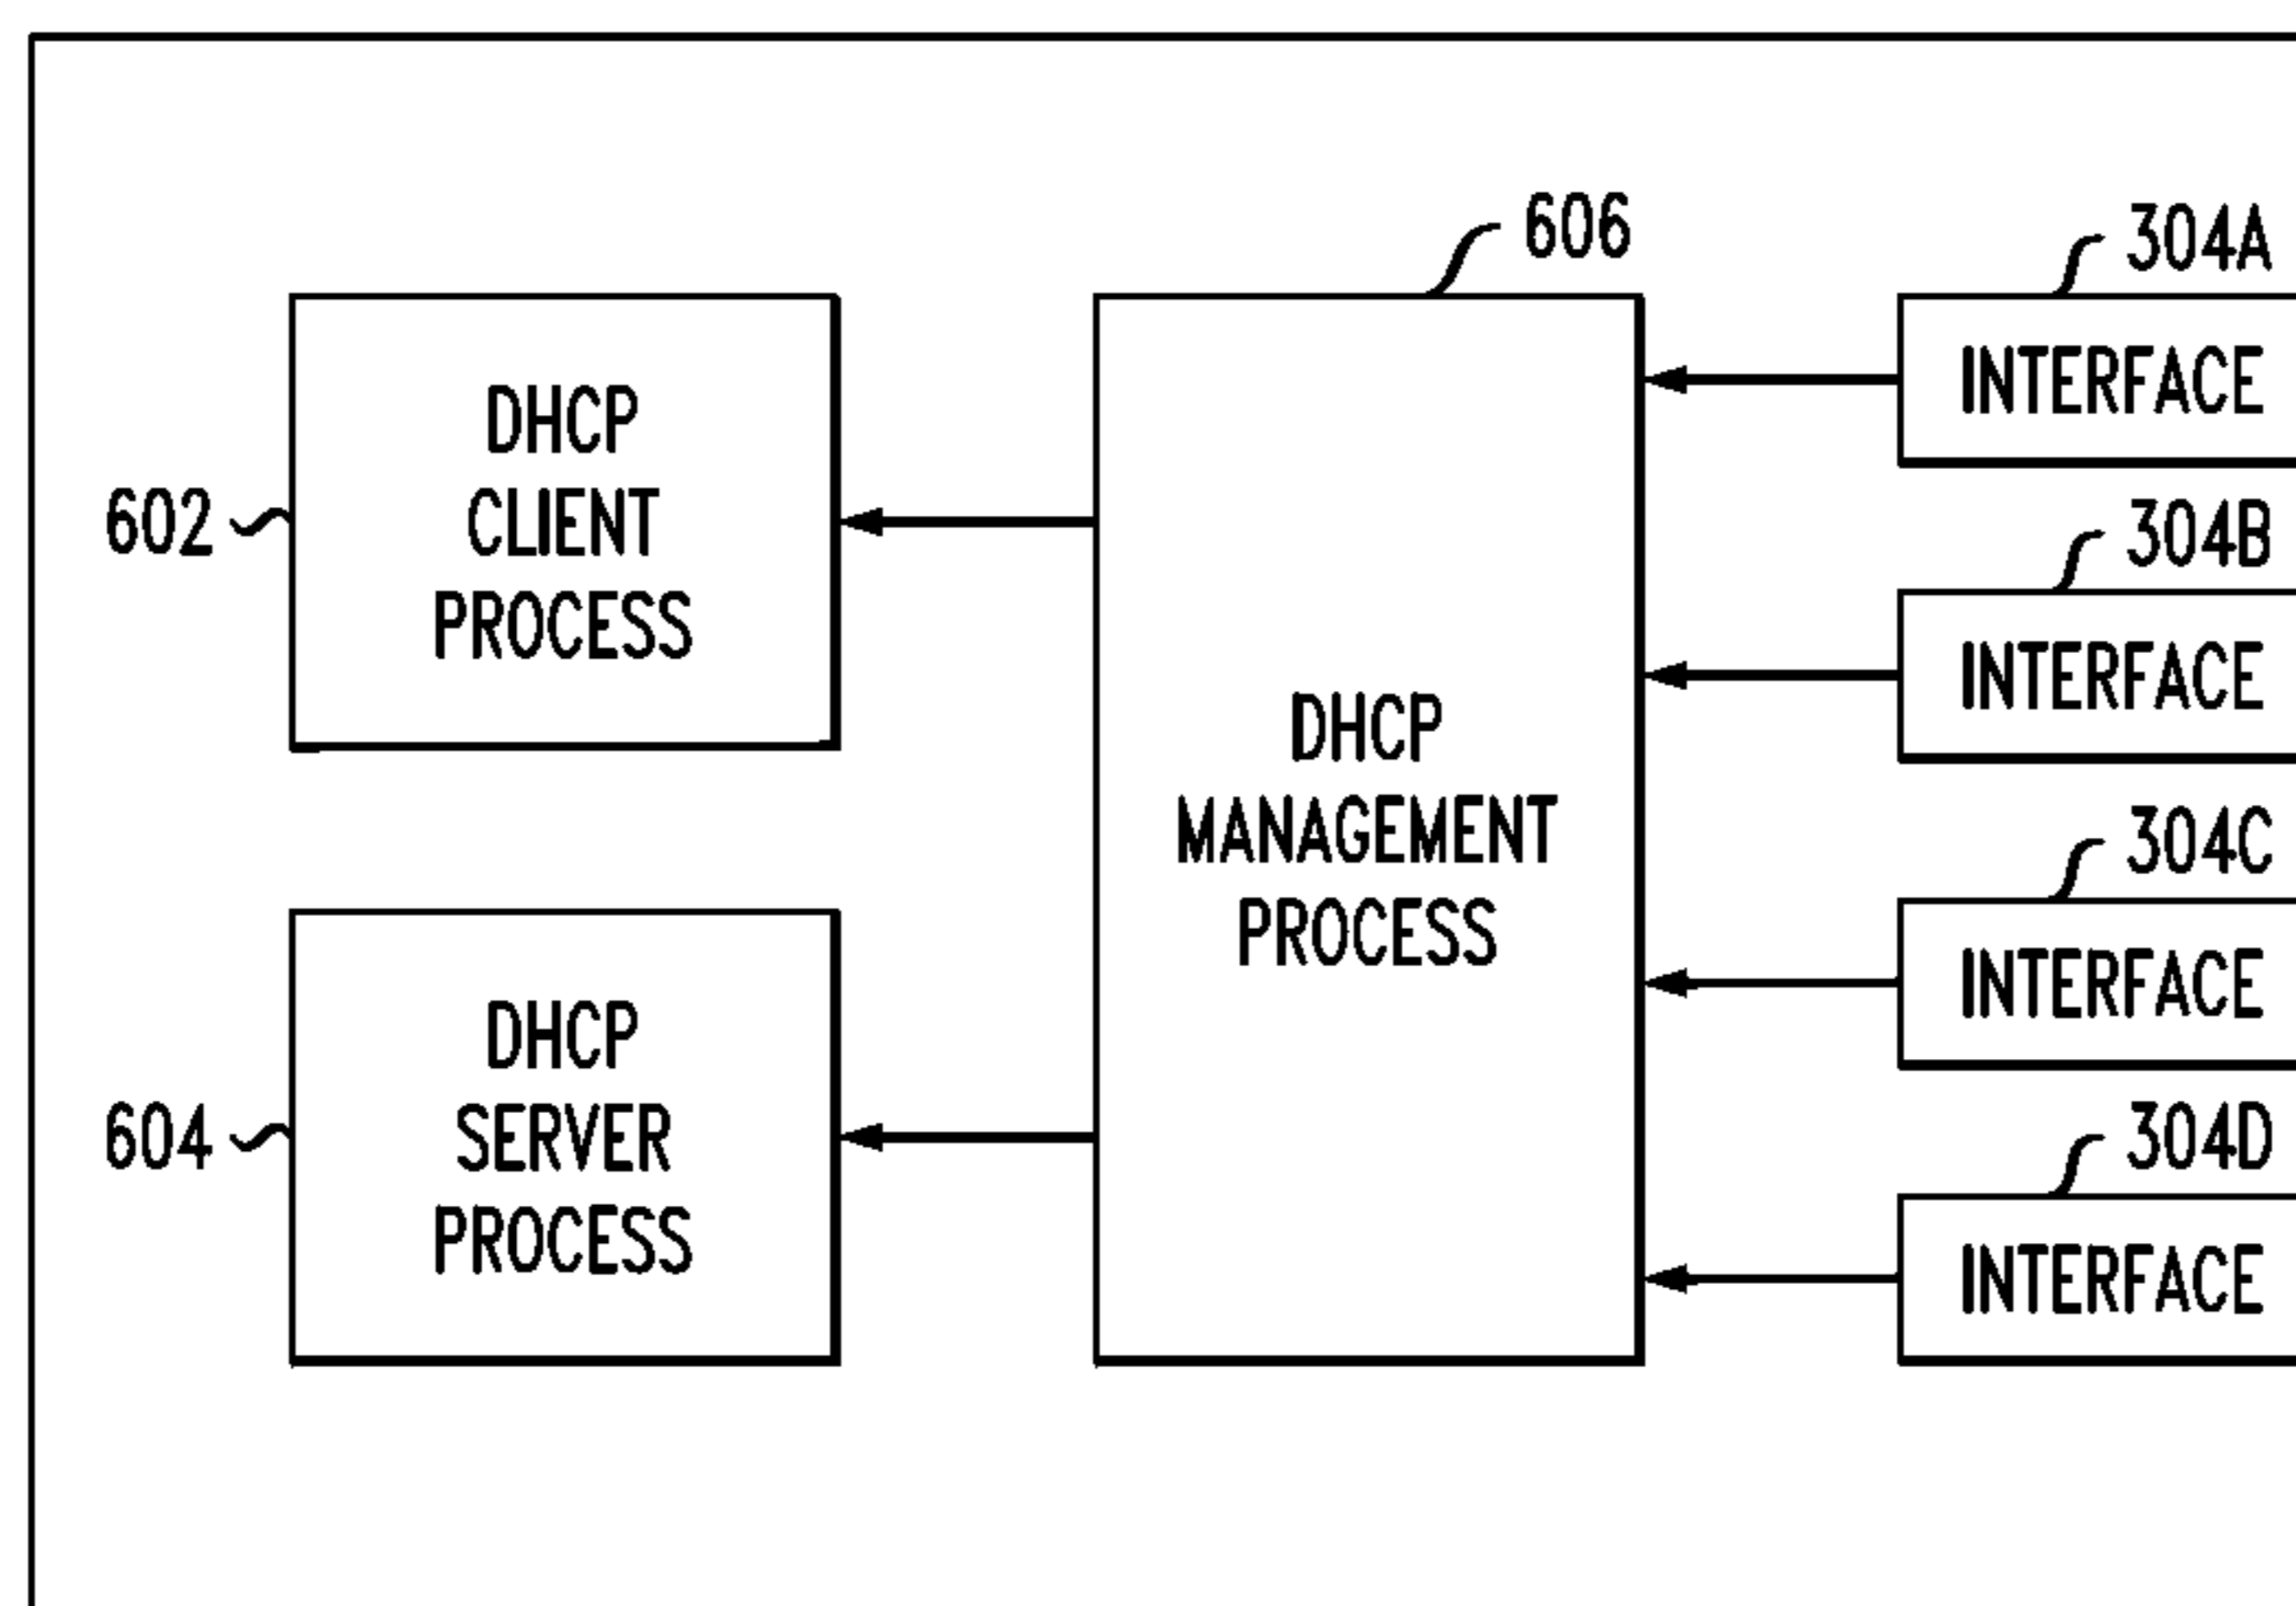 606
304A
DHCP
CLIENT
PROCESS
602
INTERFACE
304B
INTERFACE
DHCP
MANAGEMENT
PROCESS
304C
INTERFACE
DHCP
SERVER
PROCESS
604
304D
INTERFACE